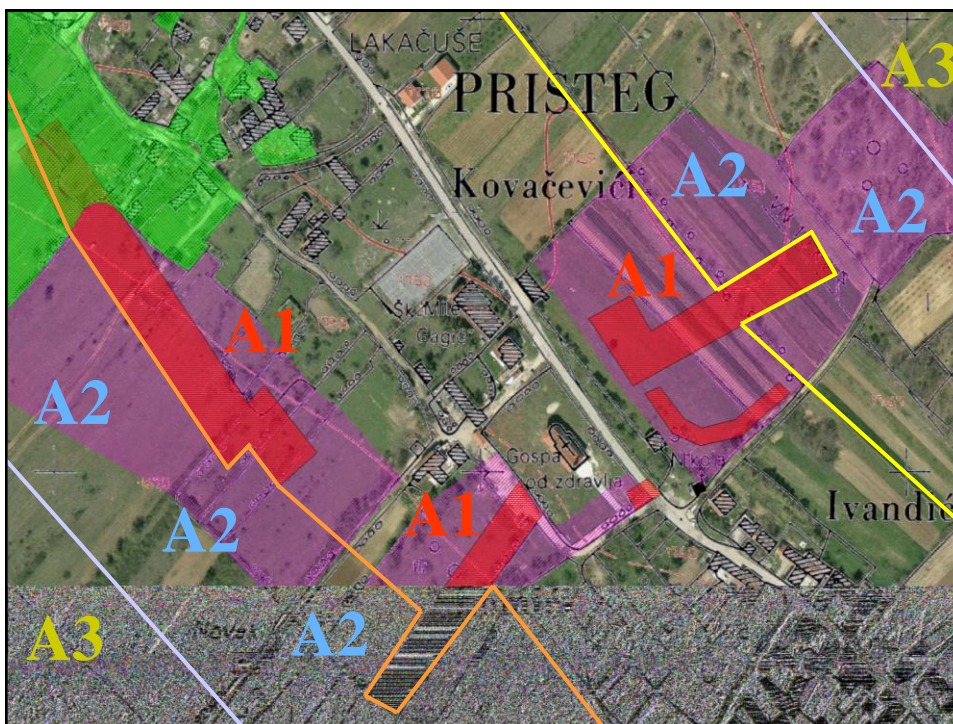 LAKAČUŠE
PRISTEG
A3
A2
Kovačevići
A2
A1
Šk. Mile
Gagre
A1
A2
Gospa
od zdravlja
Nikola
A1
Ivandić
A2
A2
A3